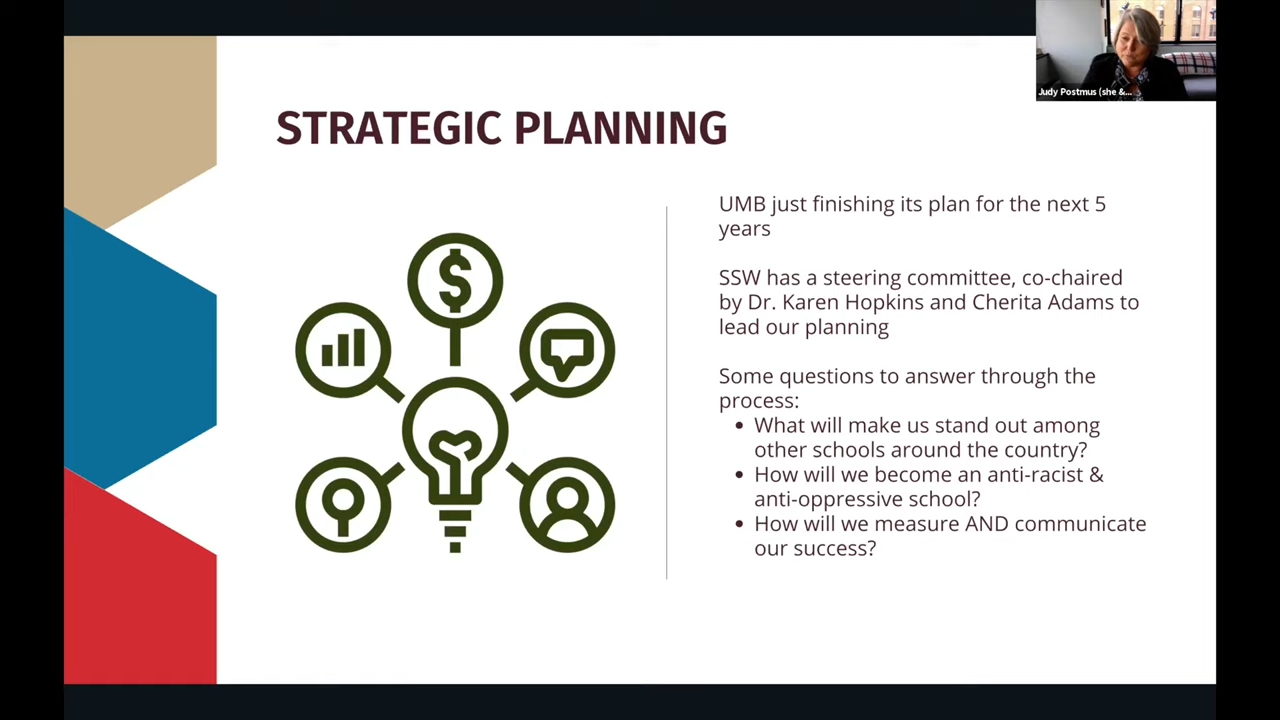 Judy Postmus (she &...
STRATEGIC PLANNING
UMB just finishing its plan for the next 5
years
SSW has a steering committee, co-chaired
by Dr. Karen Hopkins and Cherita Adams to
lead our planning
Some questions to answer through the
process:
• What will make us stand out among
other schools around the country?
• How will we become an anti-racist &
anti-oppressive school?
• How will we measure AND communicate
our success?